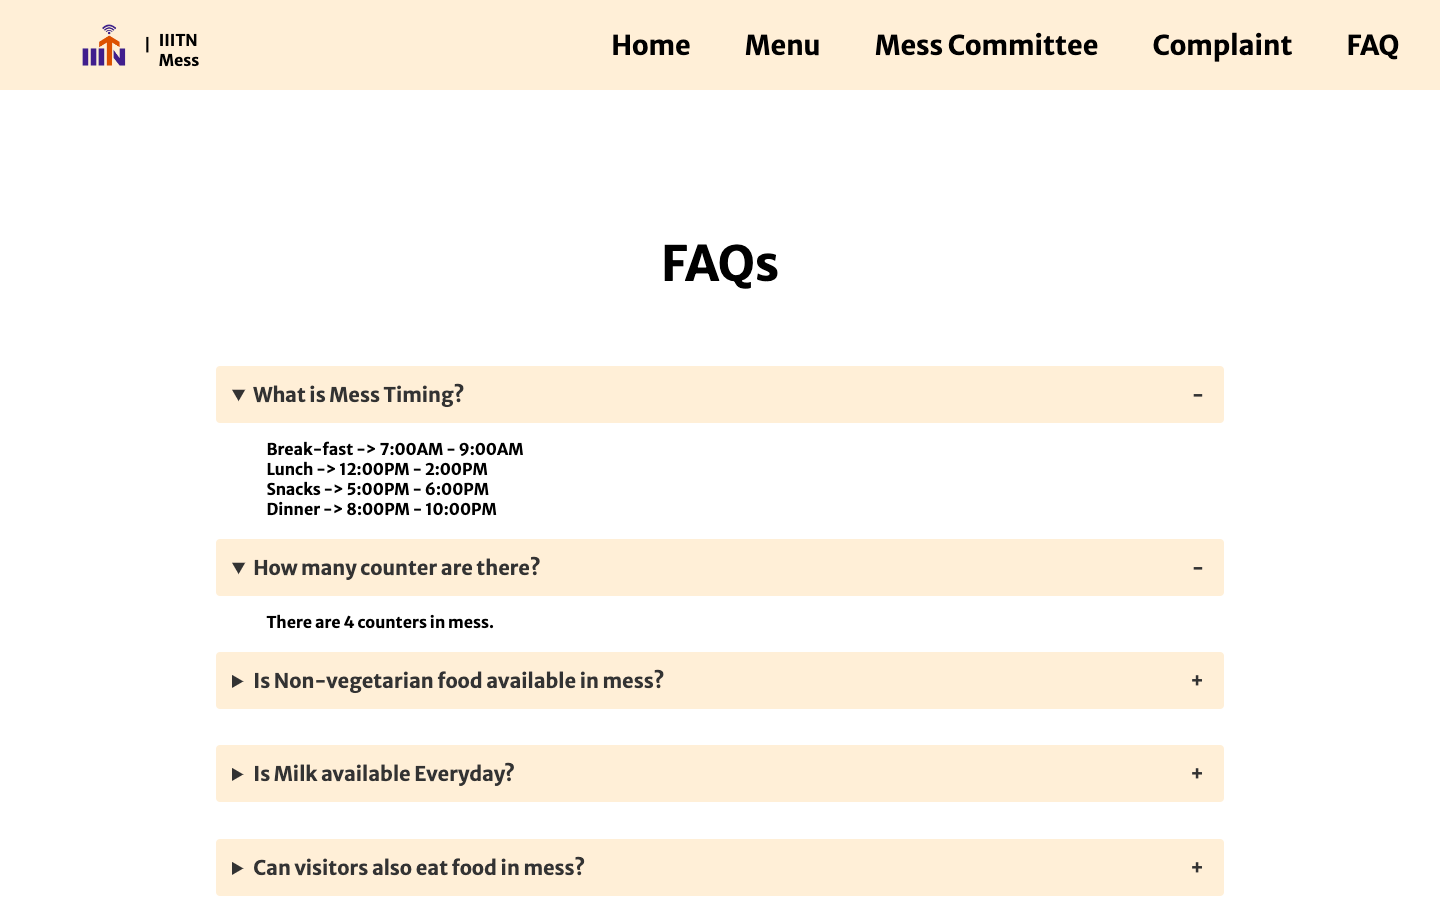 IIITN
| IIITN
Mess
Home Menu Mess Committee Complaint FAQ
FAQs
▼ What is Mess Timing? -
Break-fast -> 7:00AM - 9:00AM
Lunch -> 12:00PM - 2:00PM
Snacks -> 5:00PM - 6:00PM
Dinner -> 8:00PM - 10:00PM
▼ How many counter are there? -
There are 4 counters in mess.
▶ Is Non-vegetarian food available in mess? +
▶ Is Milk available Everyday? +
▶ Can visitors also eat food in mess? +